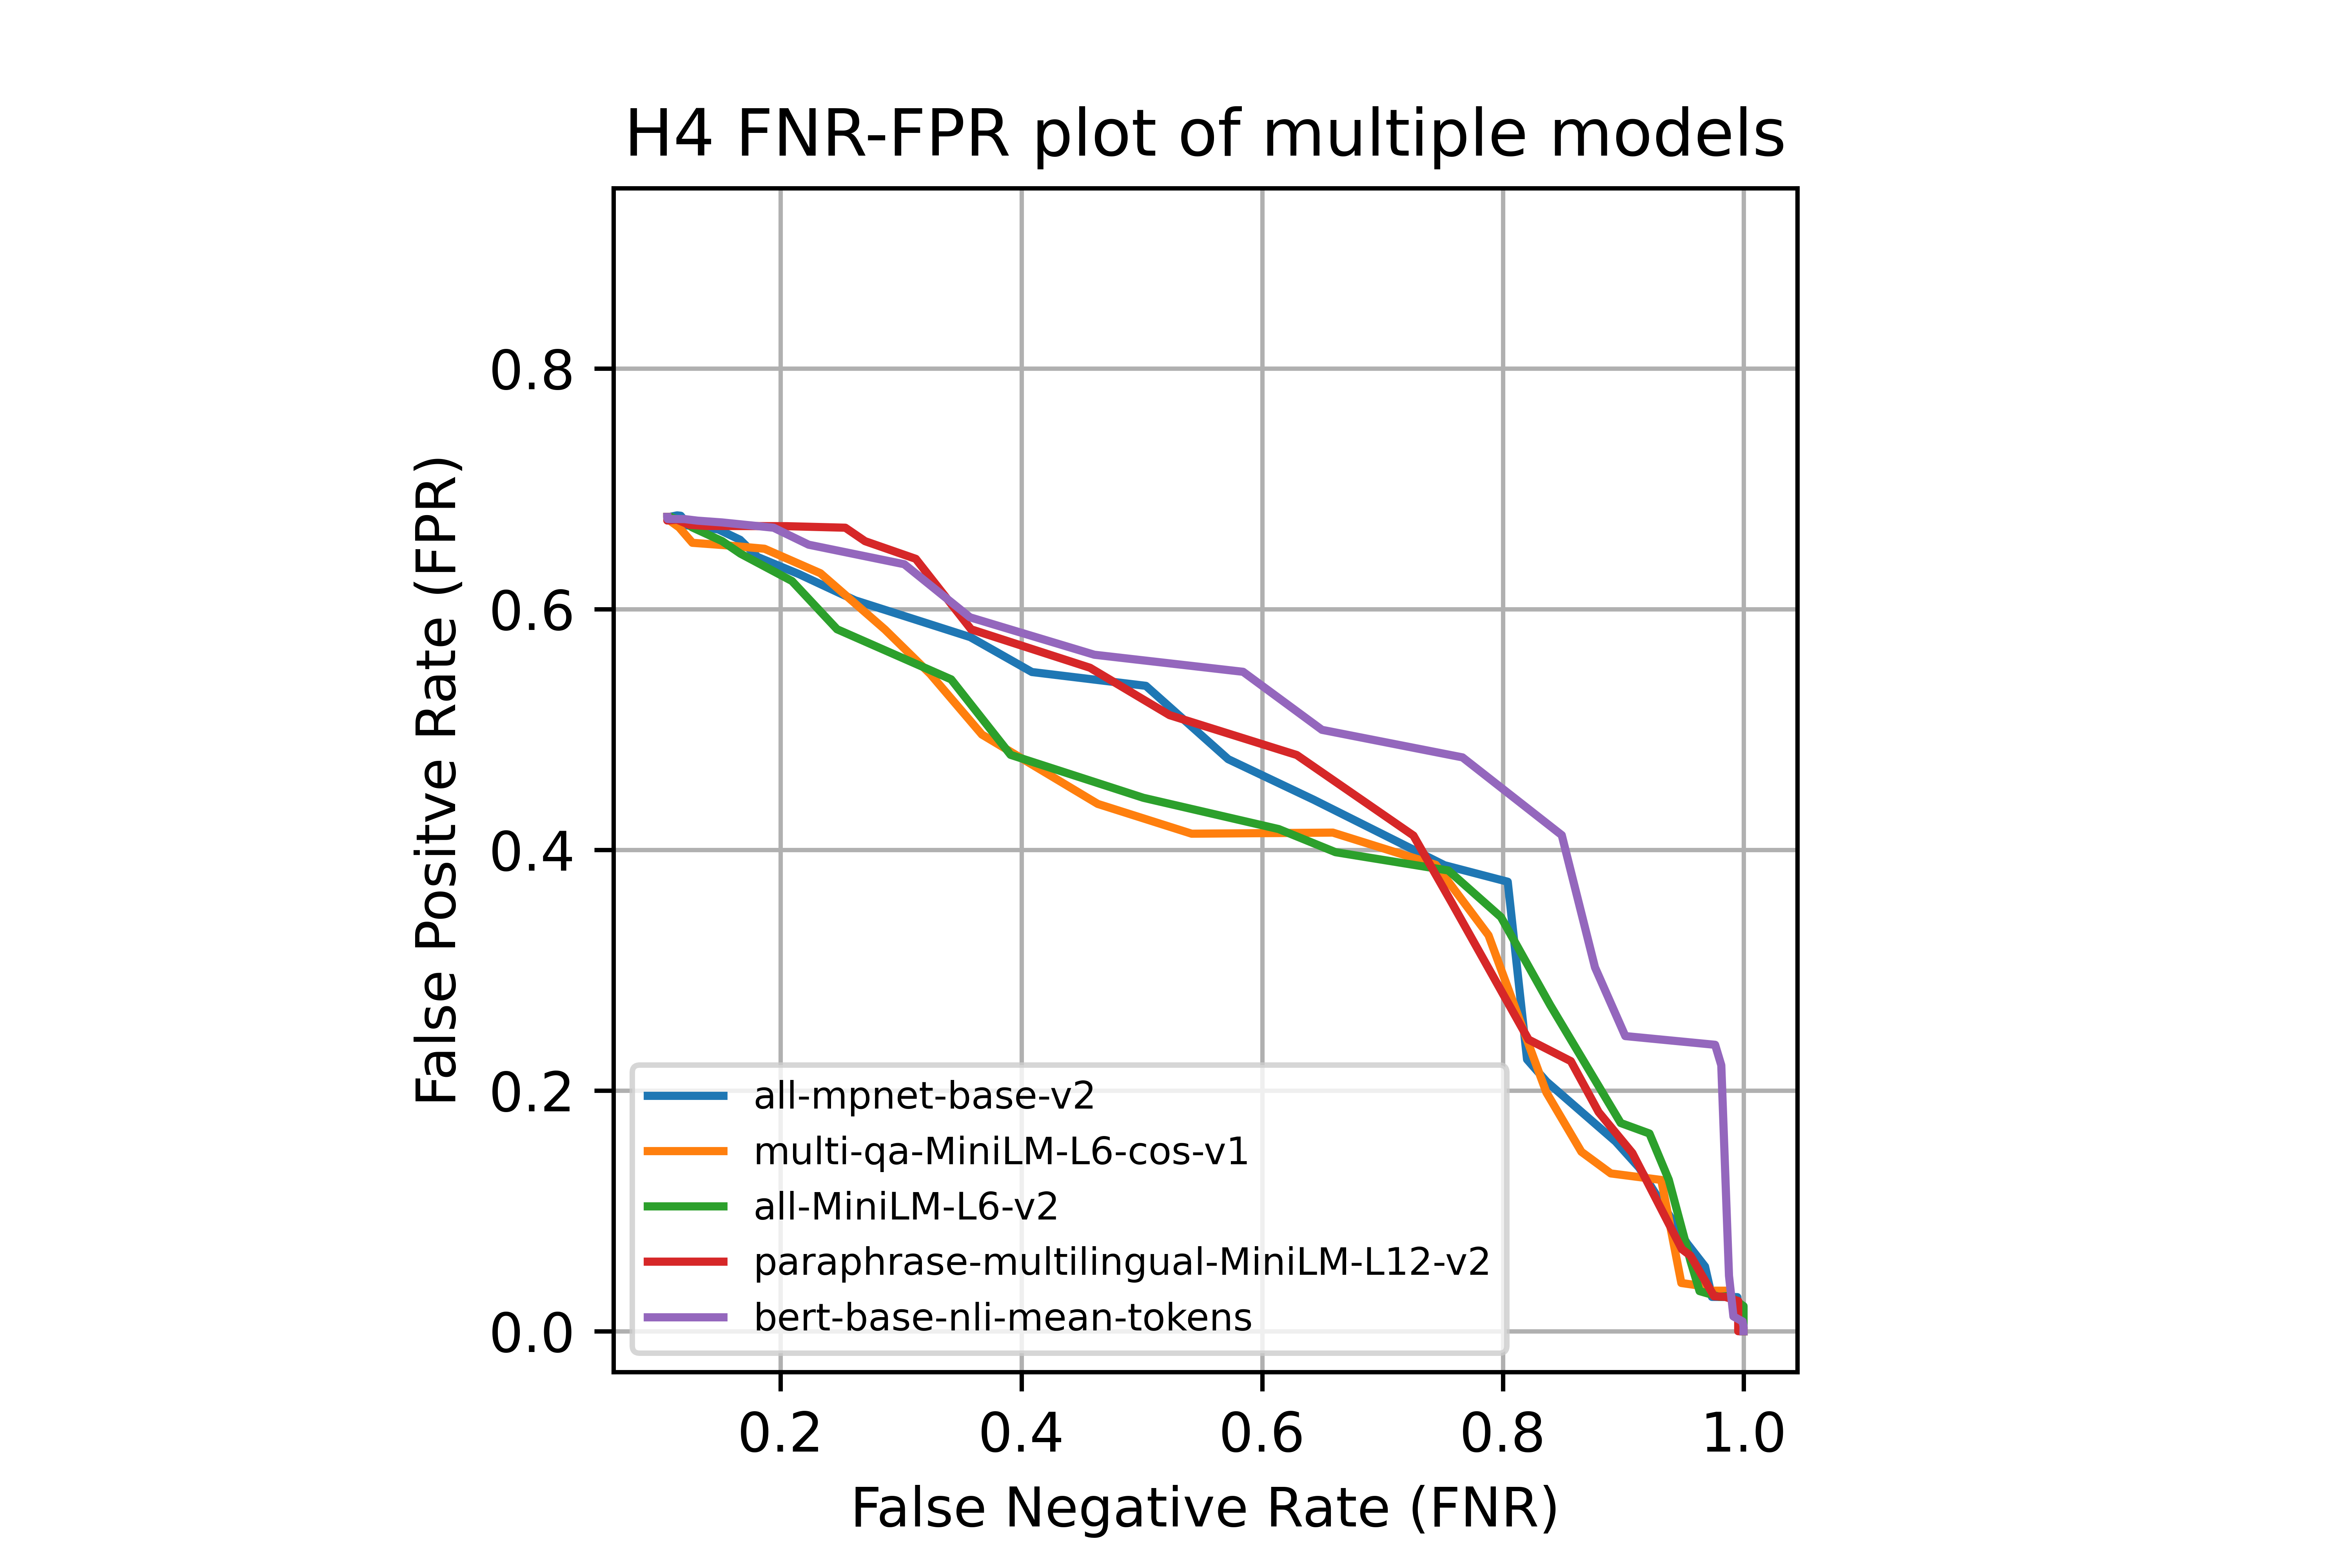 H4 FNR-FPR plot of multiple models
False Positve Rate (FPR)
0.8
0.6
0.4
0.2
0.0
all-mpnet-base-v2
multi-qa-MiniLM-L6-cos-v1
all-MiniLM-L6-v2
paraphrase-multilingual-MiniLM-L12-v2
bert-base-nli-mean-tokens
0.2 0.4 0.6 0.8 1.0
False Negative Rate (FNR)